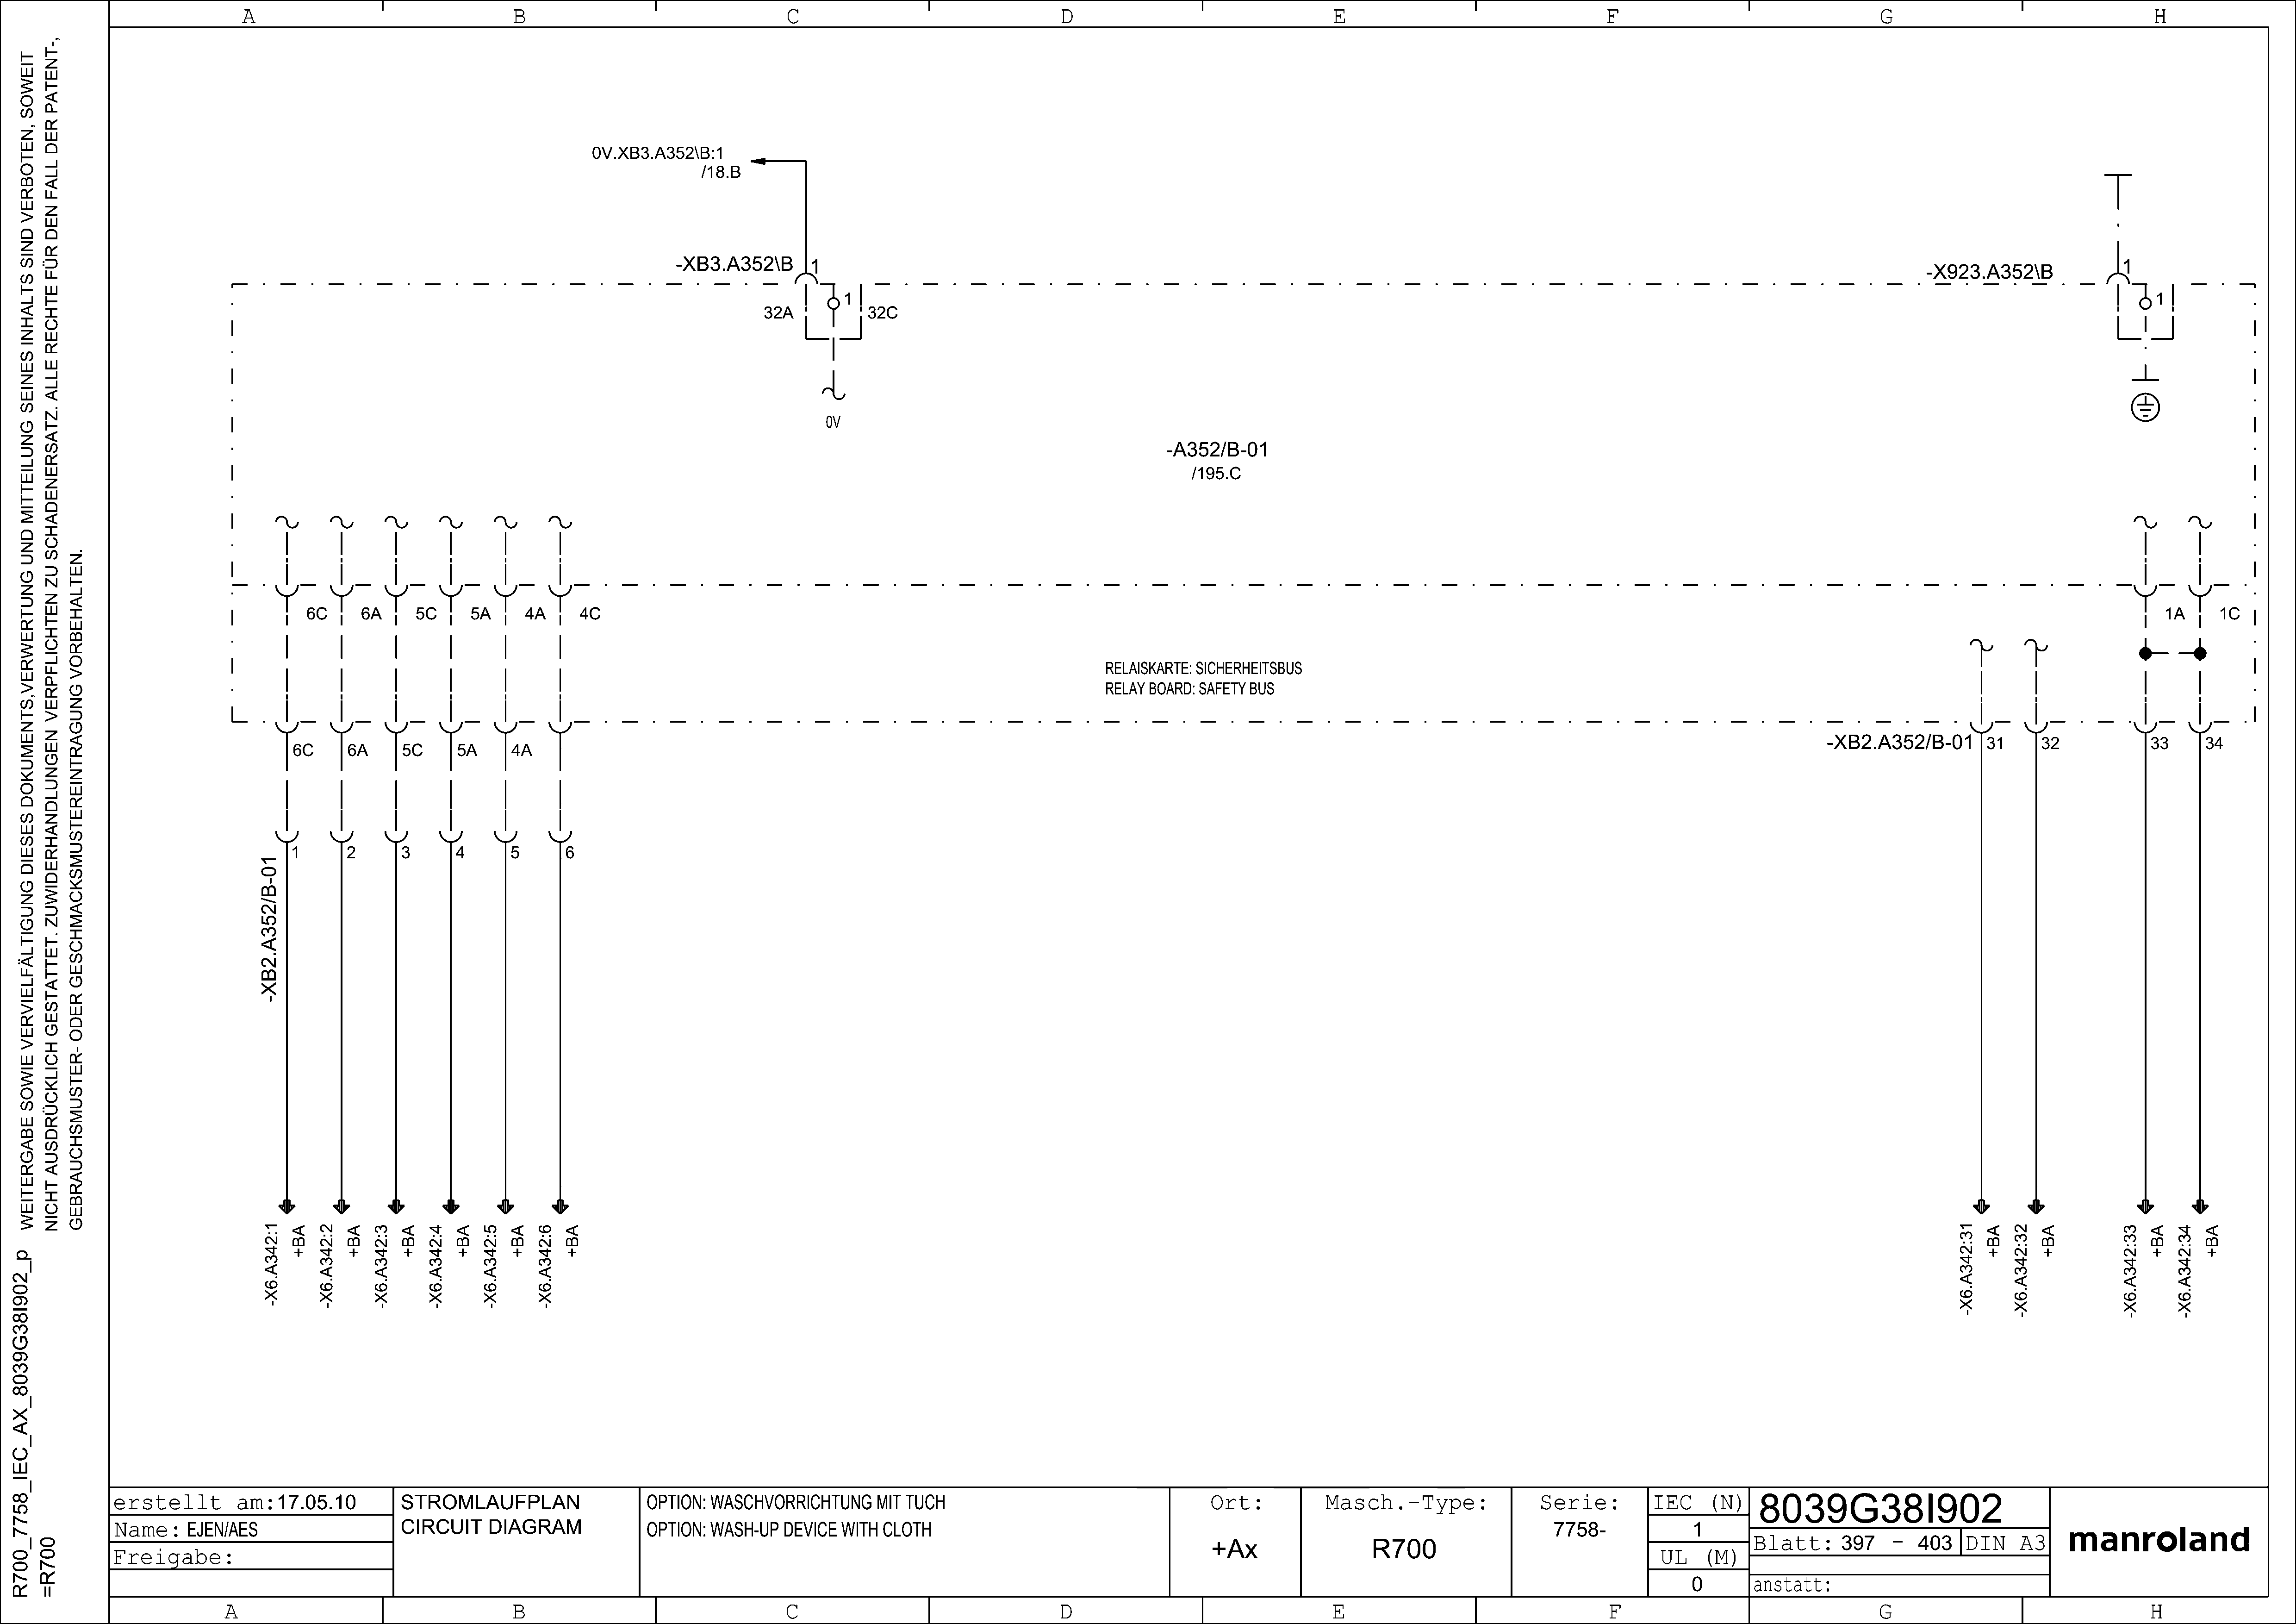 A B C D E F G H
WEITERGABE SOWIE VERVIELFÄLTIGUNG DIESES DOKUMENTS,VERWERTUNG UND MITTEILUNG SEINES INHALTS SIND VERBOTEN, SOWEIT
NICHT AUSDRÜCKLICH GESTATTET. ZUWIDERHANDLUNGEN VERPFLICHTEN ZU SCHADENERSATZ. ALLE RECHTE FÜR DEN FALL DER PATENT-,
GEBRAUCHSMUSTER- ODER GESCHMACKSMUSTEREINTRAGUNG VORBEHALTEN.
R700_7758_IEC_AX_8039G38I902_p
=R700
0V.XB3.A352\B:1
/18.B
-XB3.A352\B 1
-X923.A352\B 1
32A 1 32C
1
0V
-A352/B-01
/195.C
6C 6A 5C 5A 4A 4C
1A 1C
RELAISKARTE: SICHERHEITSBUS
RELAY BOARD: SAFETY BUS
6C 6A 5C 5A 4A
-XB2.A352/B-01 31 32 33 34
1 2 3 4 5 6
-XB2.A352/B-01
-X6.A342:1
+BA
-X6.A342:2
+BA
-X6.A342:3
+BA
-X6.A342:4
+BA
-X6.A342:5
+BA
-X6.A342:6
+BA
-X6.A342:31
+BA
-X6.A342:32
+BA
-X6.A342:33
+BA
-X6.A342:34
+BA
erstellt am:17.05.10
Name: EJEN/AES
Freigabe:
STROMLAUFPLAN
CIRCUIT DIAGRAM
OPTION: WASCHVORRICHTUNG MIT TUCH
OPTION: WASH-UP DEVICE WITH CLOTH
Ort:
+Ax
Masch.-Type:
R700
Serie:
7758-
IEC (N)
1
UL (M)
0
8039G38I902
Blatt: 397 - 403 DIN A3
anstatt:
manroland
A B C D E F G H